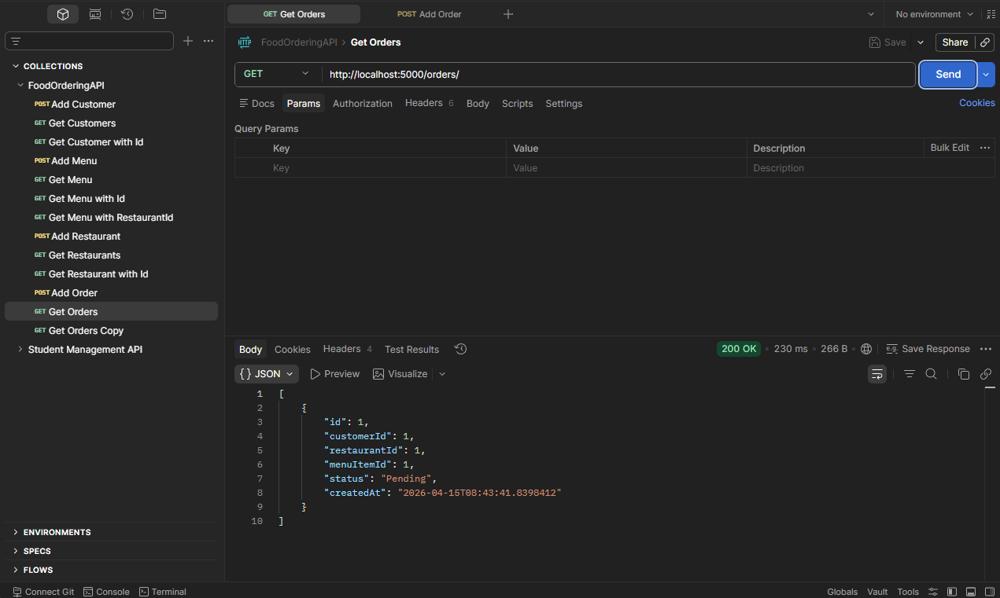 GET Get Orders
POST Add Order
No environment
HTTP FoodOrderingAPI > Get Orders
Save
Share
COLLECTIONS
FoodOrderingAPI
POST Add Customer
GET Get Customers
GET Get Customer with Id
POST Add Menu
GET Get Menu
GET Get Menu with Id
GET Get Menu with RestaurantId
POST Add Restaurant
GET Get Restaurants
GET Get Restaurant with Id
POST Add Order
GET Get Orders
GET Get Orders Copy
Student Management API
ENVIRONMENTS
SPECS
FLOWS
GET http://localhost:5000/orders/ Send
Docs Params Authorization Headers 6 Body Scripts Settings Cookies
Query Params
Key Value Description Bulk Edit
Key Value Description
Body Cookies Headers 4 Test Results 200 OK 230 ms 266 B e.g. Save Response
{} JSON Preview Visualize
1 [
2 {
3 "id": 1,
4 "customerId": 1,
5 "restaurantId": 1,
6 "menuItemId": 1,
7 "status": "Pending",
8 "createdAt": "2026-04-15T08:43:41.8398412"
9 }
10 ]
Connect Git Console Terminal Globals Vault Tools